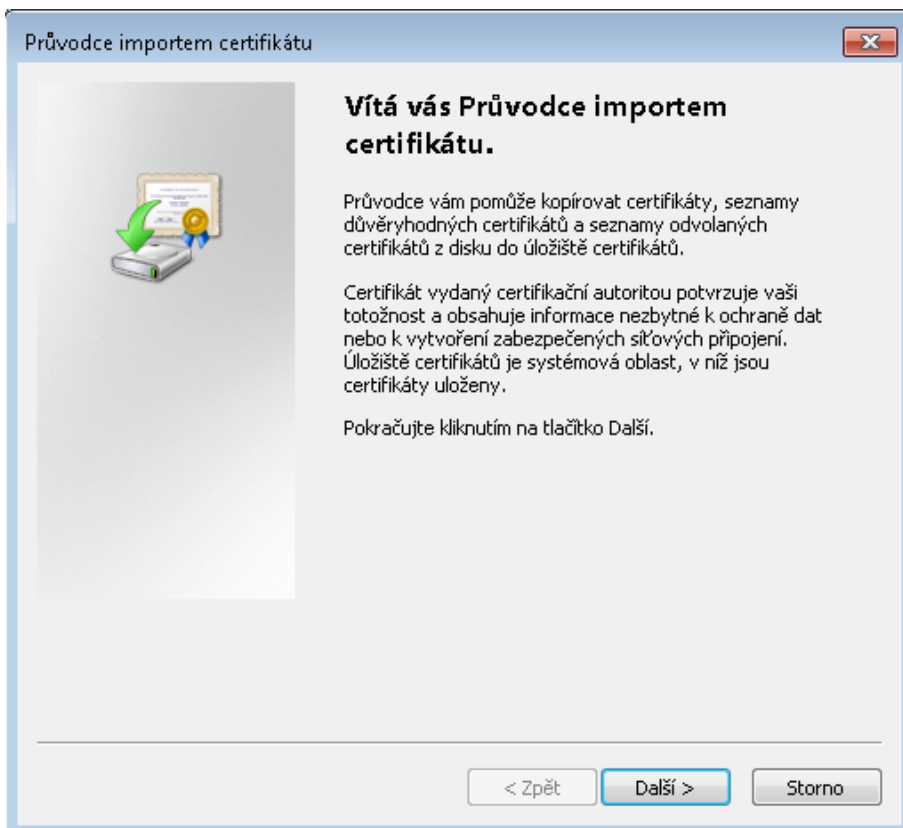 Průvodce importem certifikátu
Vítá vás Průvodce importem
certifikátu.
Průvodce vám pomůže kopírovat certifikáty, seznamy
důvěryhodných certifikátů a seznamy odvolaných
certifikátů z disku do úložiště certifikátů.
Certifikát vydaný certifikační autoritou potvrzuje vaši
totožnost a obsahuje informace nezbytné k ochraně dat
nebo k vytvoření zabezpečených síťových připojení.
Úložiště certifikátů je systémová oblast, v níž jsou
certifikáty uloženy.
Pokračujte kliknutím na tlačítko Další.
< Zpět
Další >
Storno